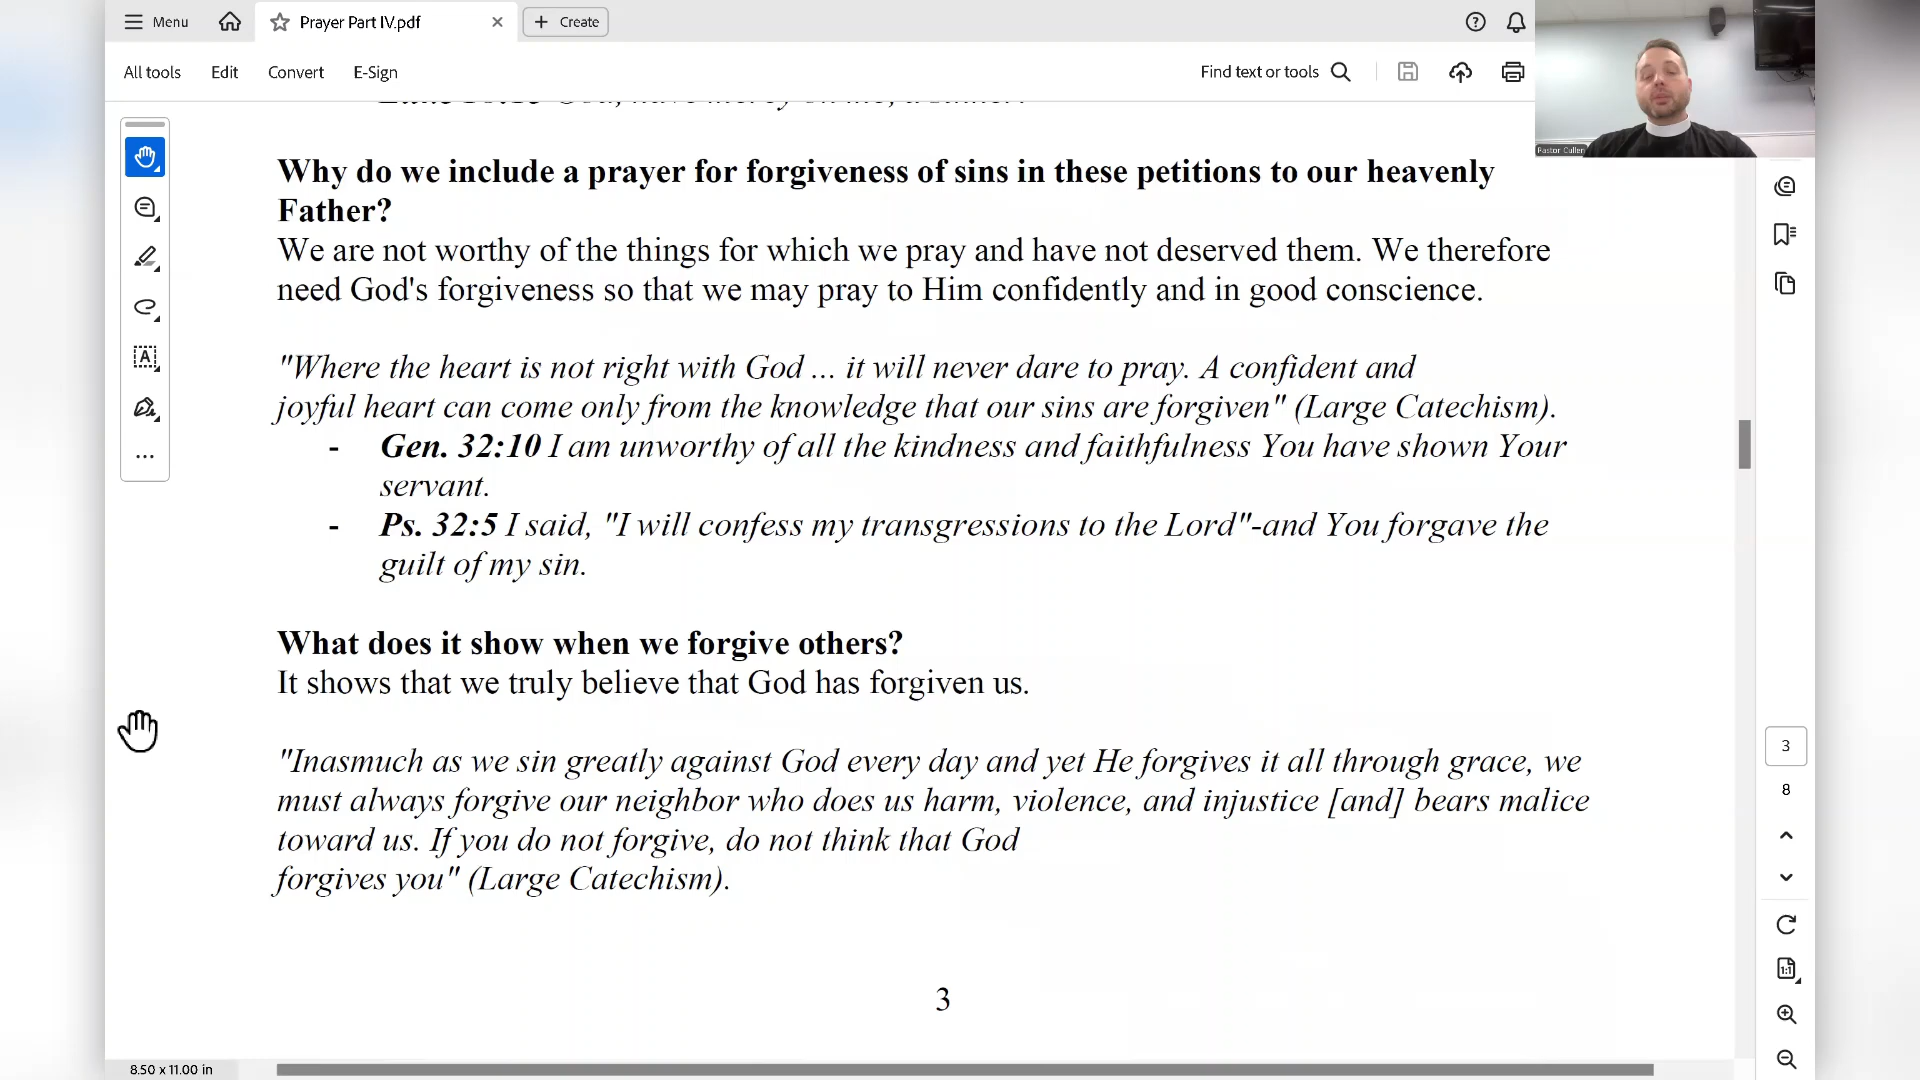 Menu
Prayer Part IV.pdf
Create
All tools
Edit
Convert
E-Sign
Find text or tools
Pastor Cullen
Why do we include a prayer for forgiveness of sins in these petitions to our heavenly
Father?
We are not worthy of the things for which we pray and have not deserved them. We therefore
need God's forgiveness so that we may pray to Him confidently and in good conscience.
"Where the heart is not right with God ... it will never dare to pray. A confident and
joyful heart can come only from the knowledge that our sins are forgiven" (Large Catechism).
- Gen. 32:10 I am unworthy of all the kindness and faithfulness You have shown Your
servant.
- Ps. 32:5 I said, "I will confess my transgressions to the Lord"-and You forgave the
guilt of my sin.
What does it show when we forgive others?
It shows that we truly believe that God has forgiven us.
"Inasmuch as we sin greatly against God every day and yet He forgives it all through grace, we
must always forgive our neighbor who does us harm, violence, and injustice [and] bears malice
toward us. If you do not forgive, do not think that God
forgives you" (Large Catechism).
3
3
8
8.50 x 11.00 in